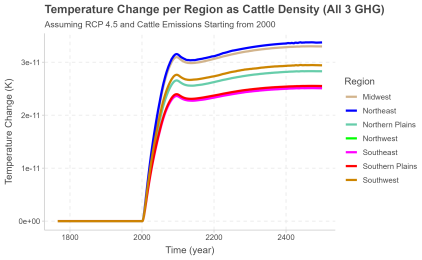 Temperature Change per Region as Cattle Density (All 3 GHG)
Assuming RCP 4.5 and Cattle Emissions Starting from 2000
Temperature Change (K)
3e-11
2e-11
1e-11
0e+00
1800
2000
2200
2400
Time (year)
Region
Midwest
Northeast
Northern Plains
Northwest
Southeast
Southern Plains
Southwest